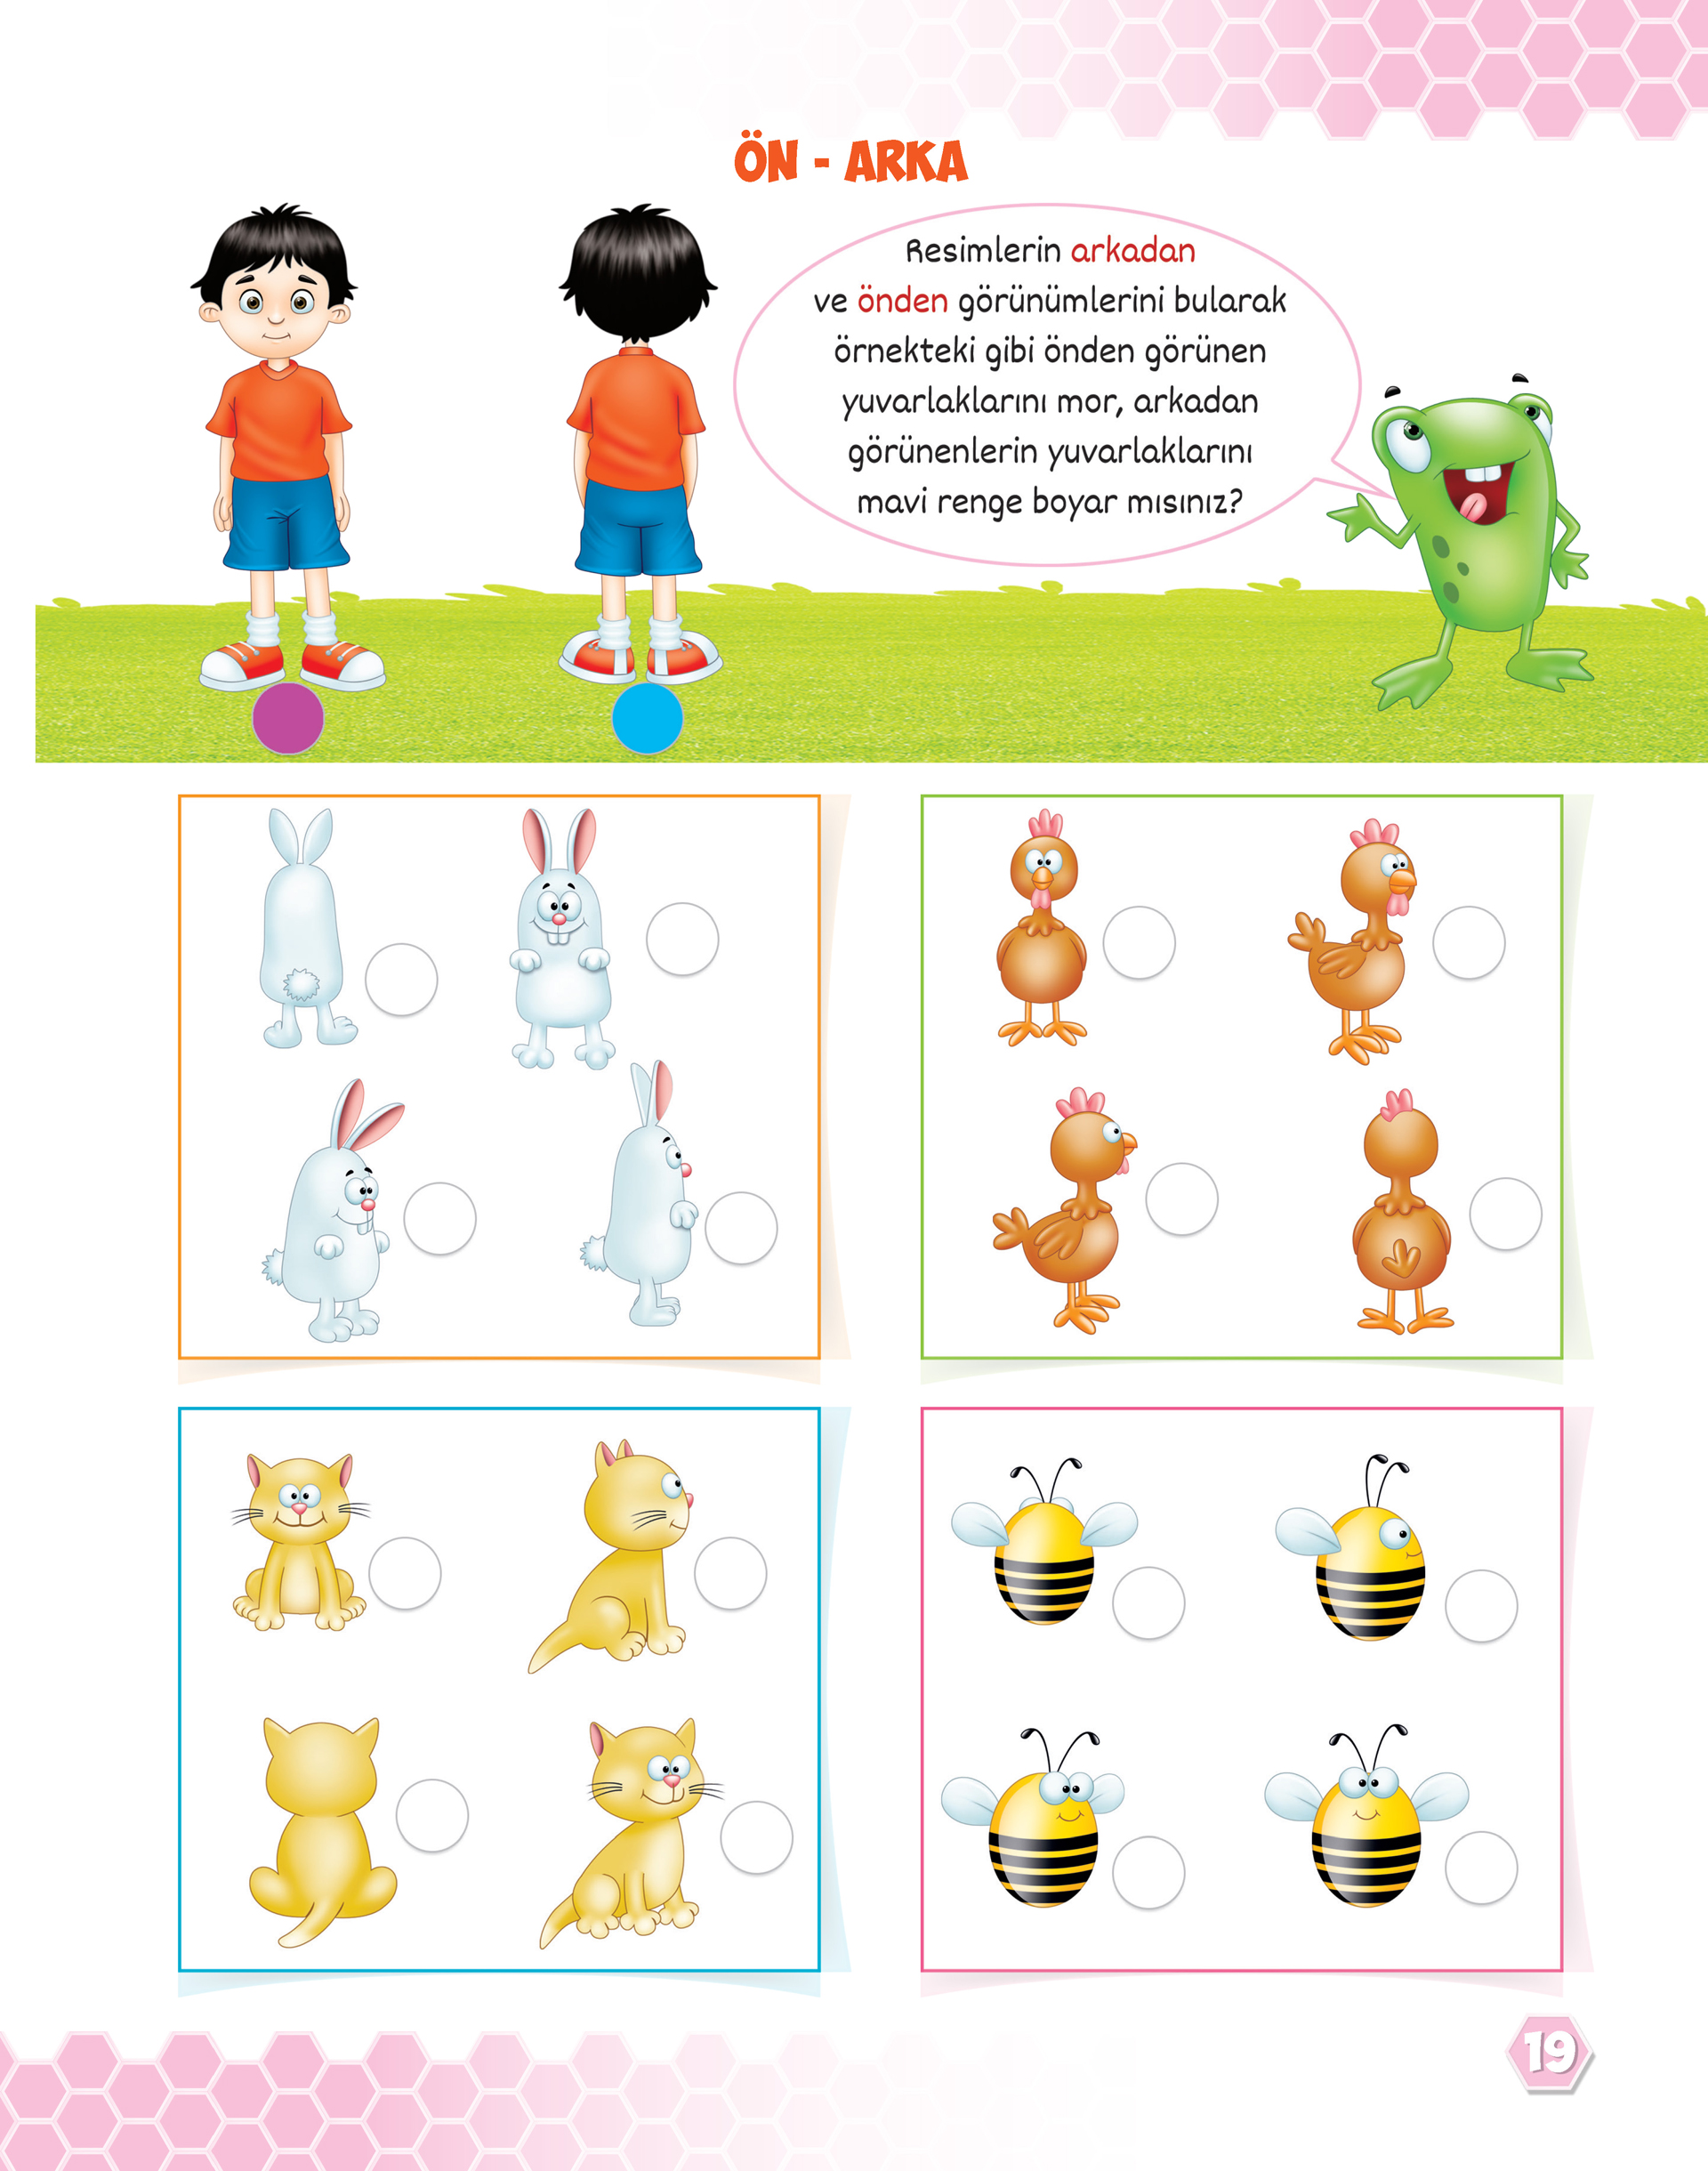 ÖN - ARKA
Resimlerin arkadan
ve önden görünümlerini bularak
örnekteki gibi önden görünen
yuvarlaklarını mor, arkadan
görünenlerin yuvarlaklarını
mavi renge boyar mısınız?
19